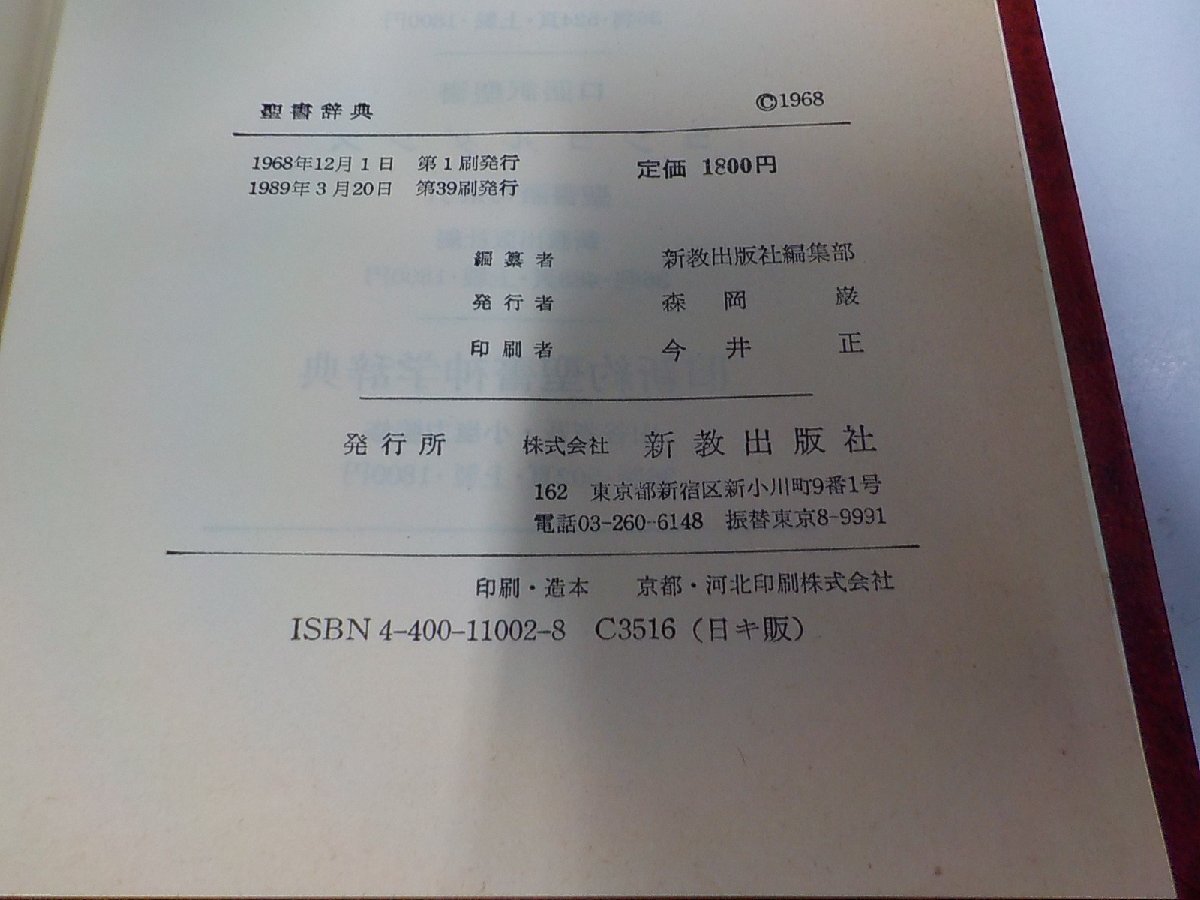 聖書辞典 ©1968
1968年12月1日 第1刷発行
1989年3月20日 第39刷発行
定価 1800円
編纂者 新教出版社編集部
発行者 森岡 巌
印刷者 今井 正
発行所 株式会社 新教出版社
162 東京都新宿区新小川町9番1号
電話03-260-6148 振替東京8-9991
印刷・造本 京都・河北印刷株式会社
ISBN4-400-11002-8 C3516（日キ販）